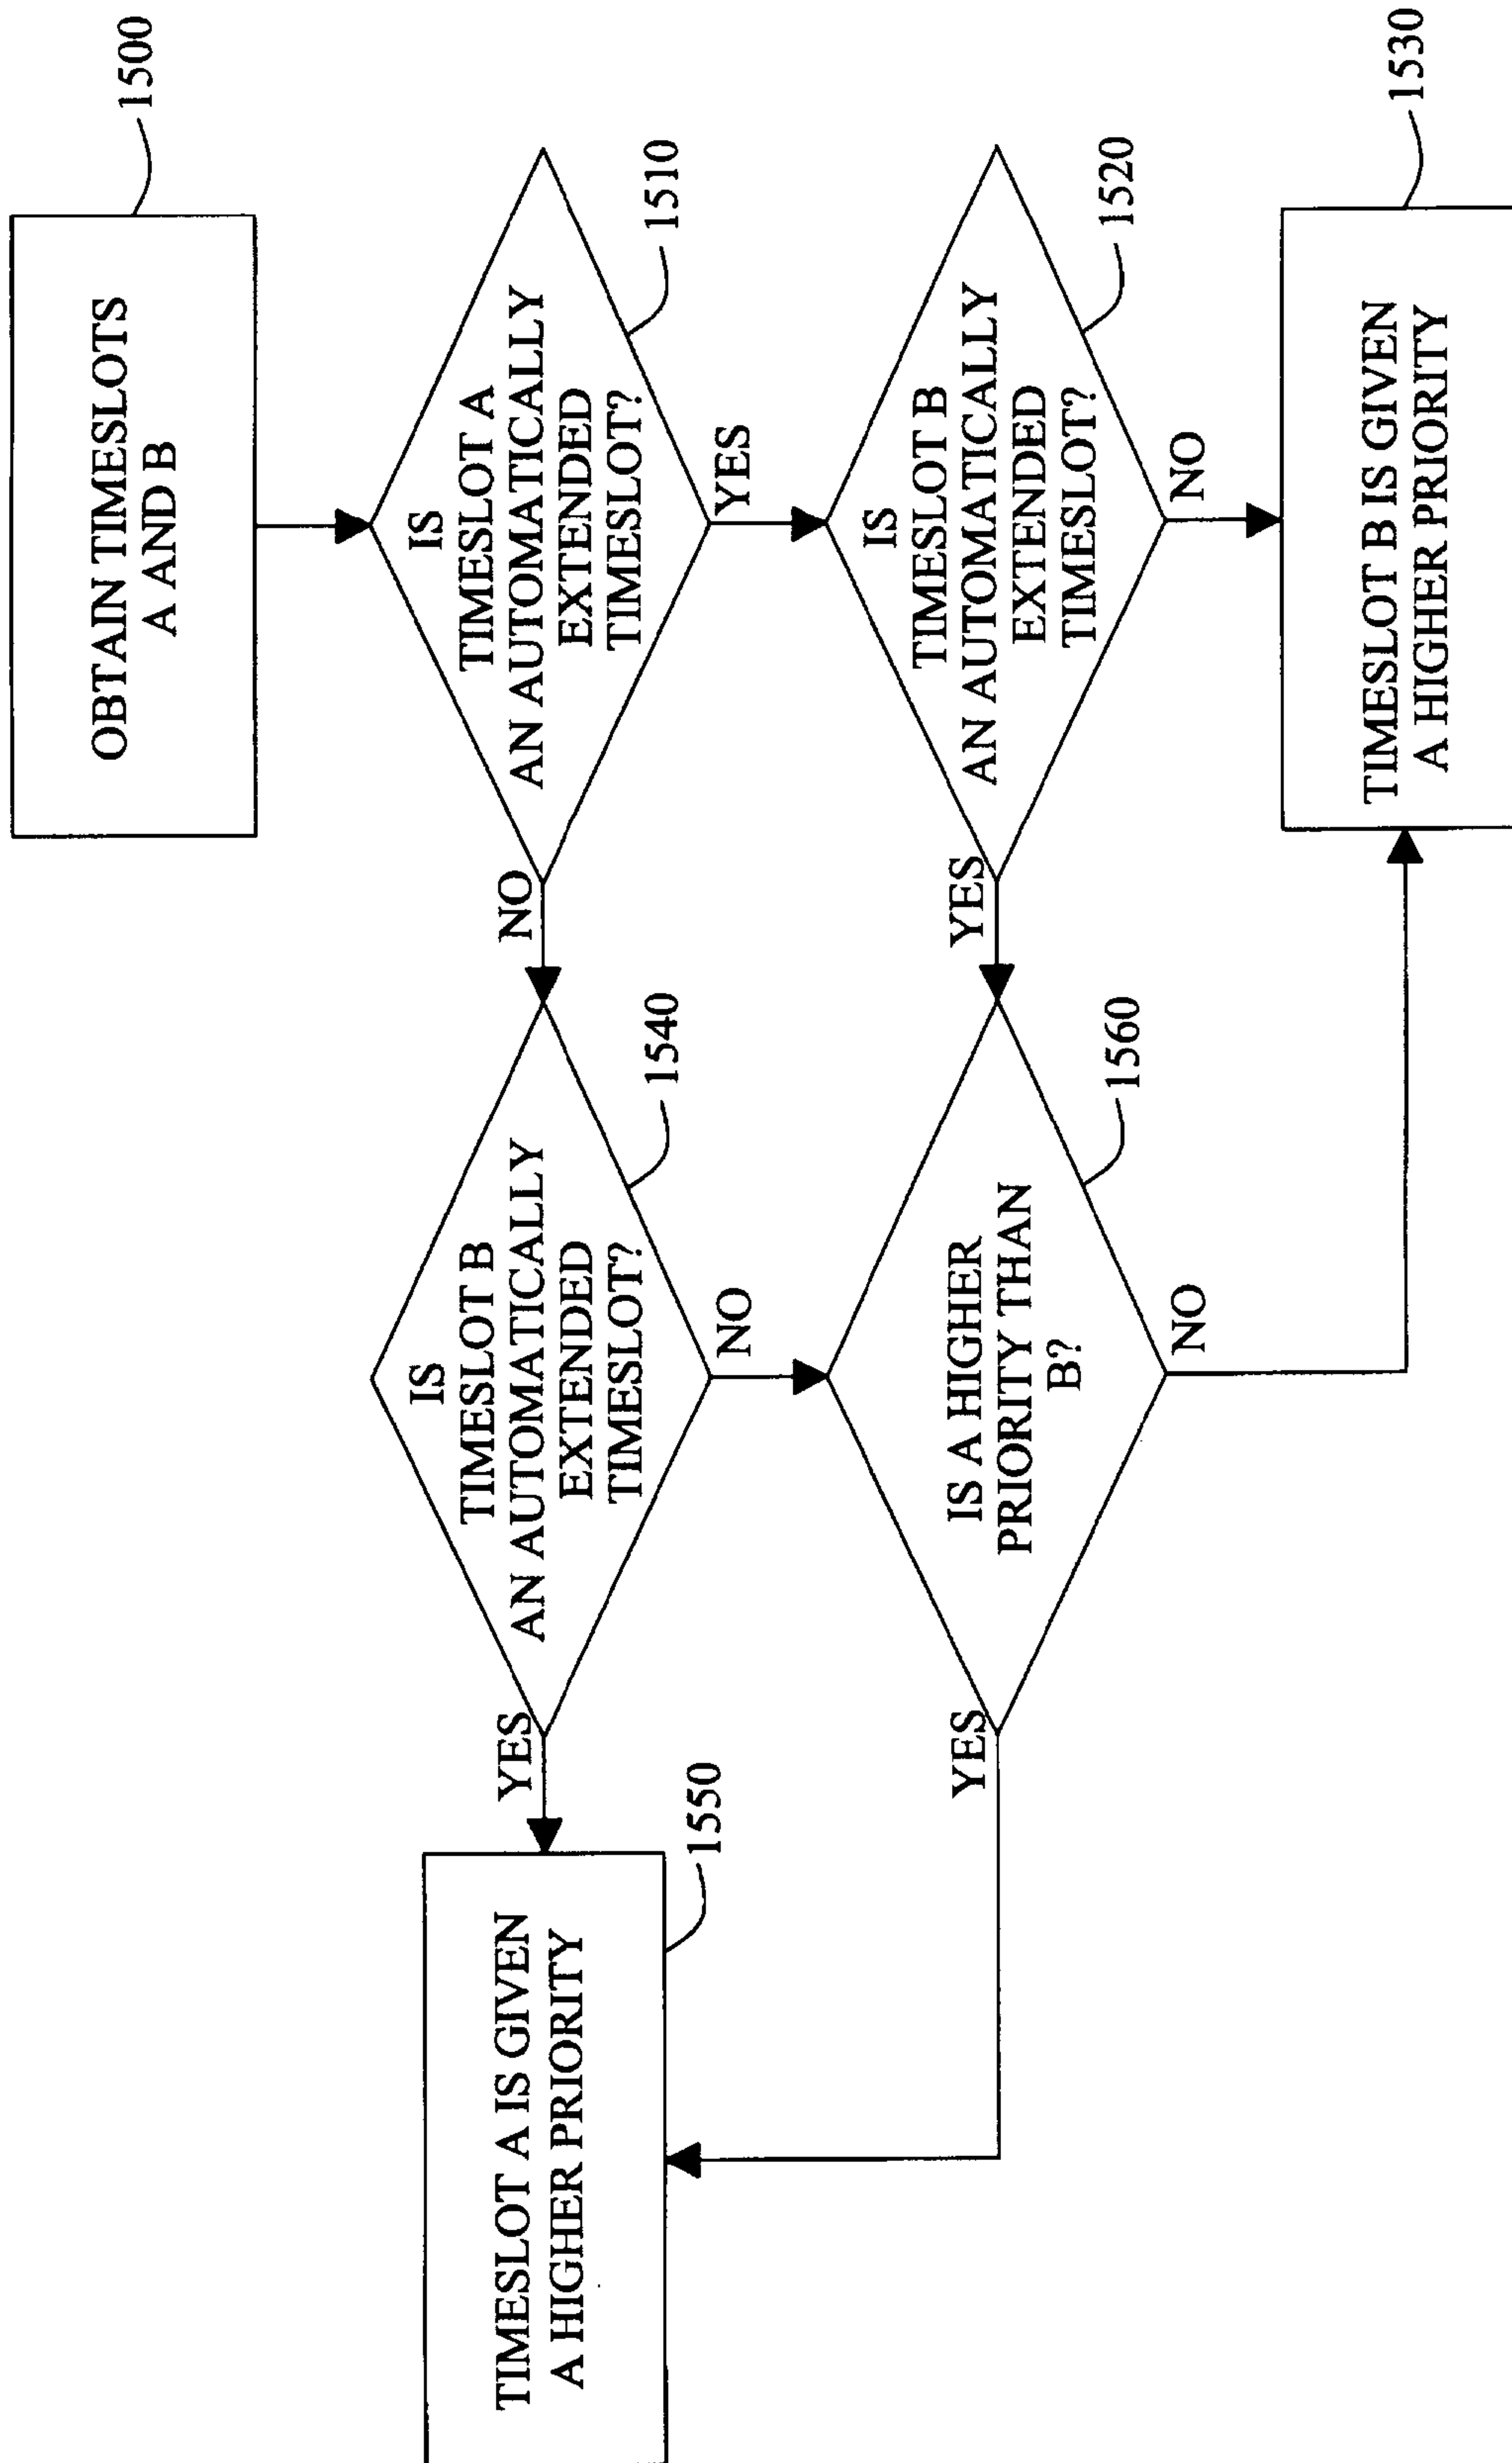 OBTAIN TIMESLOTS
A AND B
1500
IS
TIMESLOT A
AN AUTOMATICALLY
EXTENDED
TIMESLOT?
1510
NO
YES
IS
TIMESLOT B
AN AUTOMATICALLY
EXTENDED
TIMESLOT?
1540
YES
NO
TIMESLOT A IS GIVEN
A HIGHER PRIORITY
1550
IS
TIMESLOT B
AN AUTOMATICALLY
EXTENDED
TIMESLOT?
1520
YES
NO
IS A HIGHER
PRIORITY THAN
B?
1560
YES
NO
TIMESLOT B IS GIVEN
A HIGHER PRIORITY
1530